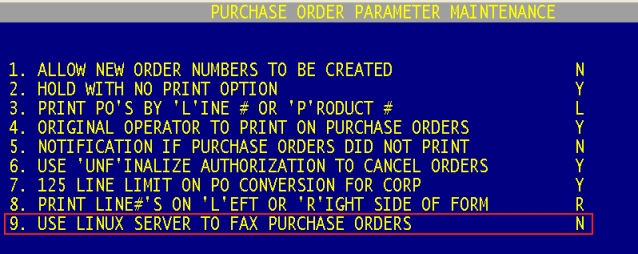 PURCHASE ORDER PARAMETER MAINTENANCE
1. ALLOW NEW ORDER NUMBERS TO BE CREATED N
2. HOLD WITH NO PRINT OPTION Y
3. PRINT PO'S BY 'L'INE # OR 'P'RODUCT # L
4. ORIGINAL OPERATOR TO PRINT ON PURCHASE ORDERS Y
5. NOTIFICATION IF PURCHASE ORDERS DID NOT PRINT N
6. USE 'UNF'INALIZE AUTHORIZATION TO CANCEL ORDERS Y
7. 125 LINE LIMIT ON PO CONVERSION FOR CORP Y
8. PRINT LINE#'S ON 'L'EFT OR 'R'IGHT SIDE OF FORM R
9. USE LINUX SERVER TO FAX PURCHASE ORDERS N